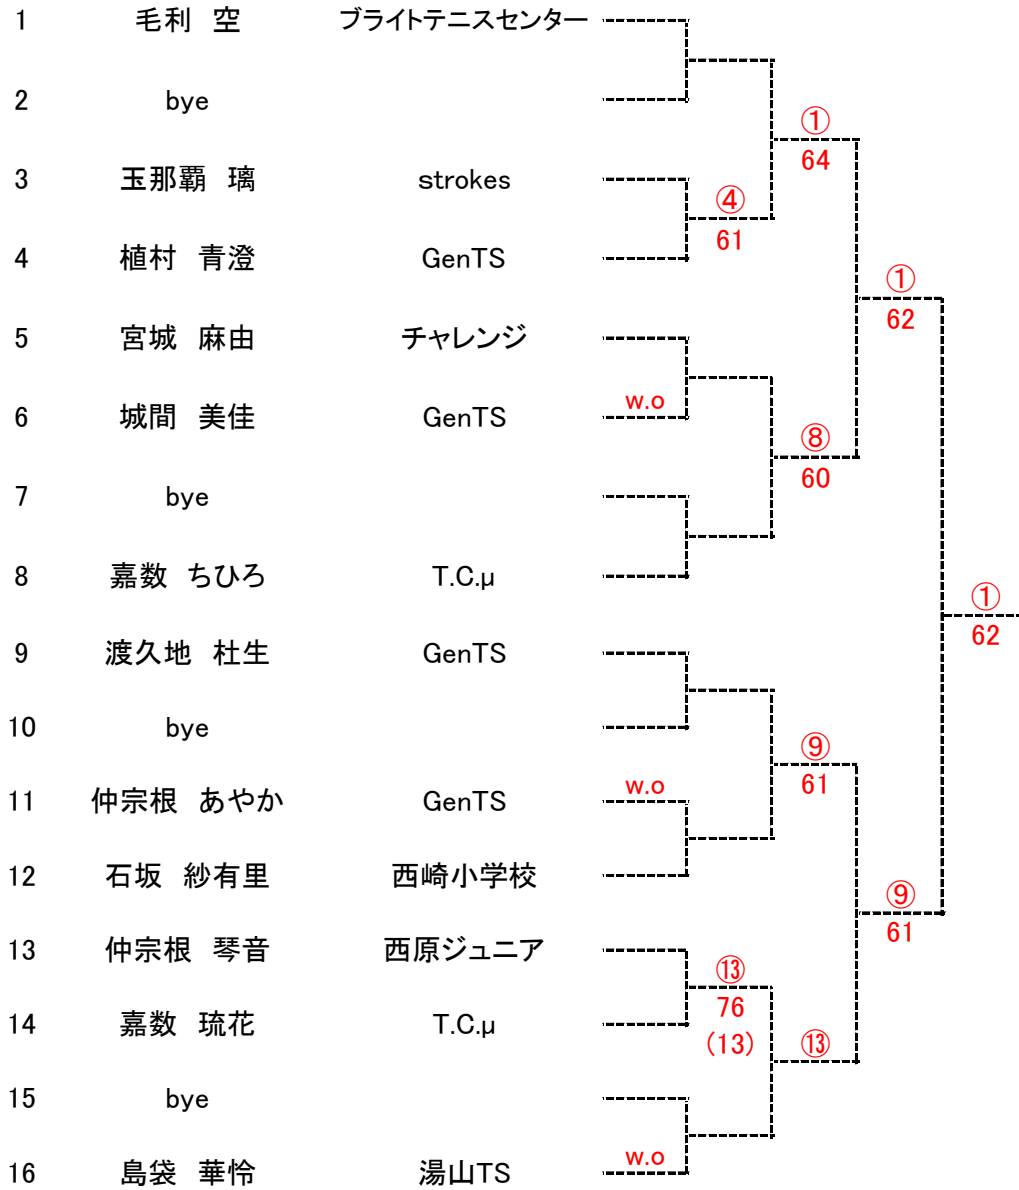 1 毛利 空 ブライトテニスセンター
2 bye
①
64
3 玉那覇 璃 strokes
④
61
4 植村 青澄 GenTS
①
62
5 宮城 麻由 チャレンジ
6 城間 美佳 GenTS w.o
⑧
60
7 bye
8 嘉数 ちひろ T.C.μ
①
62
9 渡久地 杜生 GenTS
10 bye
⑨
61
11 仲宗根 あやか GenTS w.o
12 石坂 紗有里 西崎小学校
⑨
61
13 仲宗根 琴音 西原ジュニア
⑬
76
(13)
14 嘉数 琉花 T.C.μ
⑬
15 bye
16 島袋 華怜 湯山TS w.o